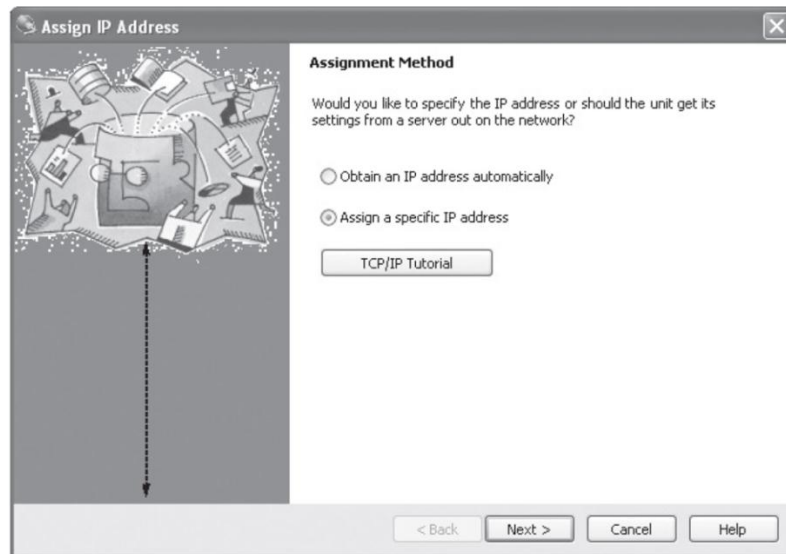 Assign IP Address
Assignment Method
Would you like to specify the IP address or should the unit get its
settings from a server out on the network?
Obtain an IP address automatically
Assign a specific IP address
TCP/IP Tutorial
< Back
Next >
Cancel
Help